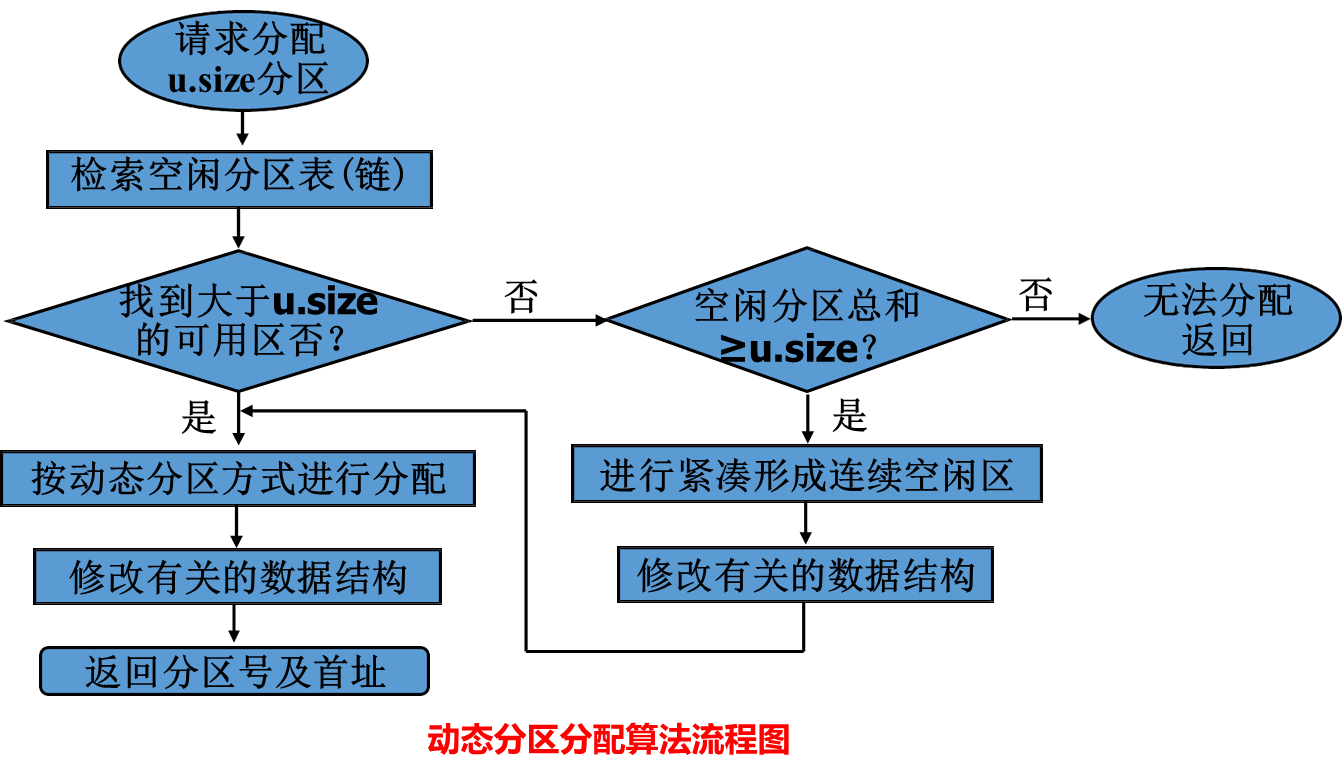 请求分配
u.size分区
检索空闲分区表(链)
找到大于u.size
的可用区否？
否
空闲分区总和
≥u.size？
否
无法分配
返回
是
是
按动态分区方式进行分配
进行紧凑形成连续空闲区
修改有关的数据结构
修改有关的数据结构
返回分区号及首址
动态分区分配算法流程图